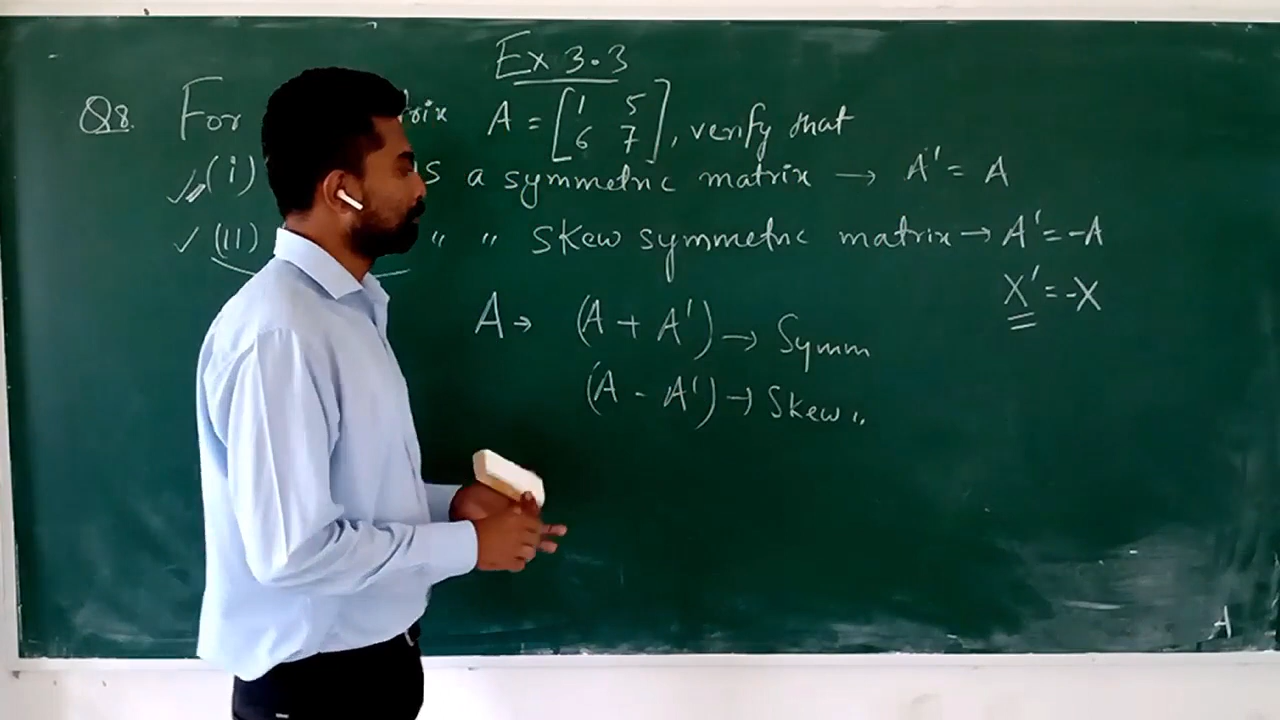 Ex 3.3
Q8. For trix A = [1 5 6 7], verify that
(i) is a symmetric matrix → A' = A
(II) " " Skew symmetric matrix → A' = -A
X' = -X
A → (A + A') → Symm
(A - A') → Skew "
A